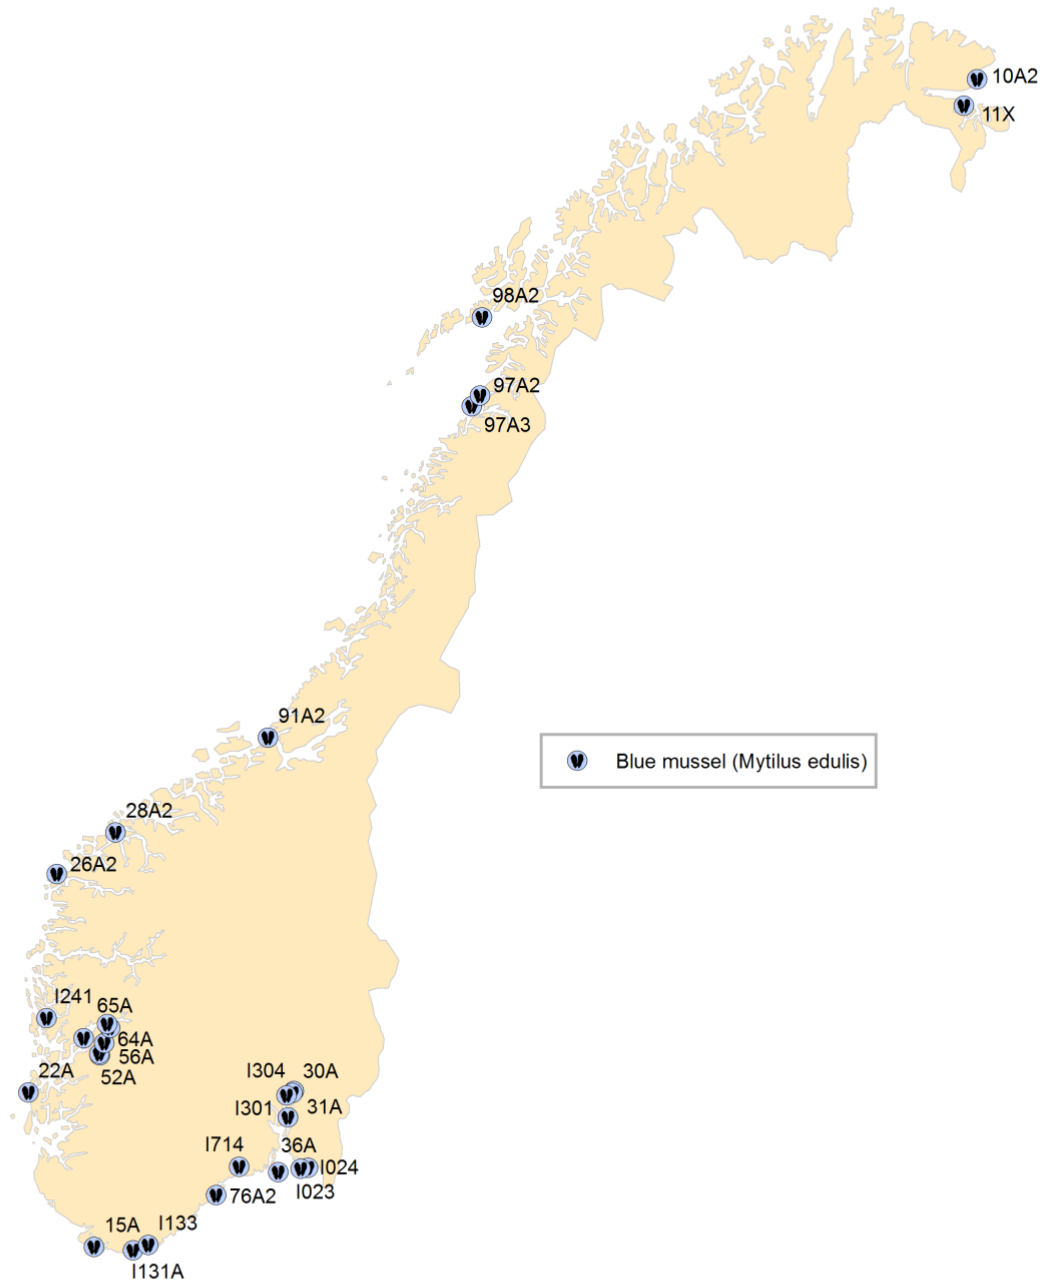 10A2
11X
98A2
97A2
97A3
91A2
Blue mussel (Mytilus edulis)
28A2
26A2
I241
65A
64A
56A
22A
52A
I304
30A
I301
31A
I714
36A
I024
I023
76A2
15A
I133
I131A